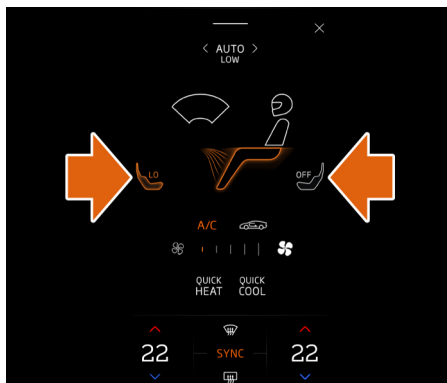 < AUTO >
LOW
LO
OFF
A/C
QUICK HEAT
QUICK COOL
22
SYNC
22